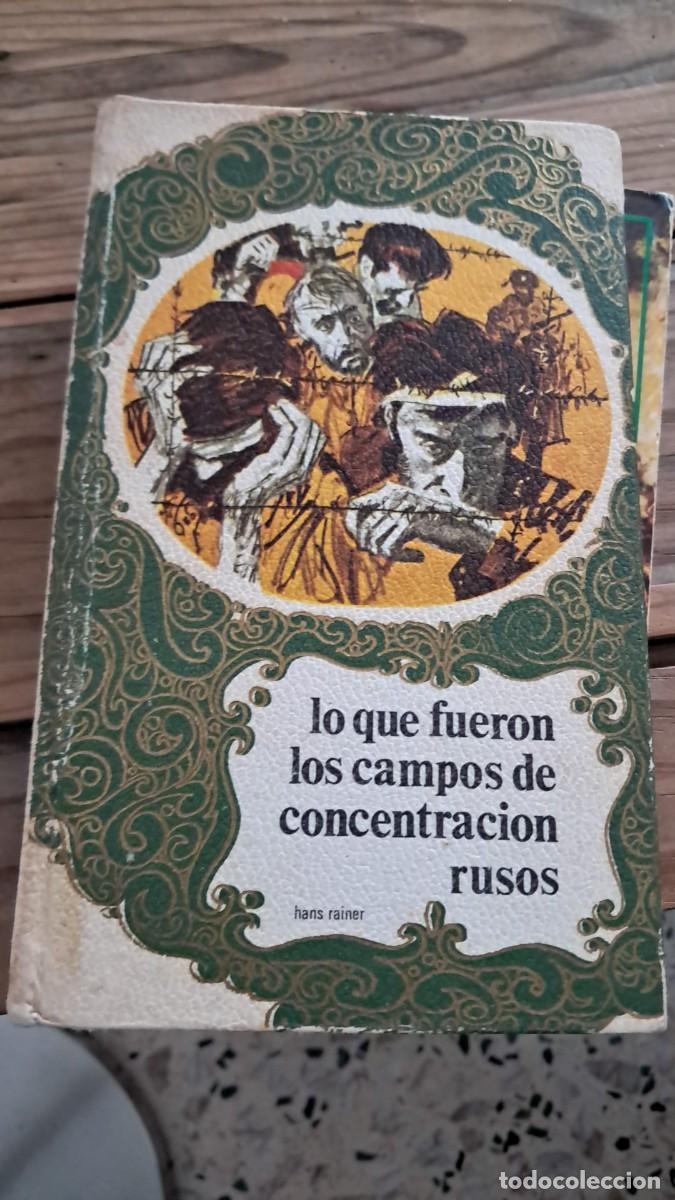 lo que fueron
los campos de
concentracion
rusos
hans rainer
todocoleccion